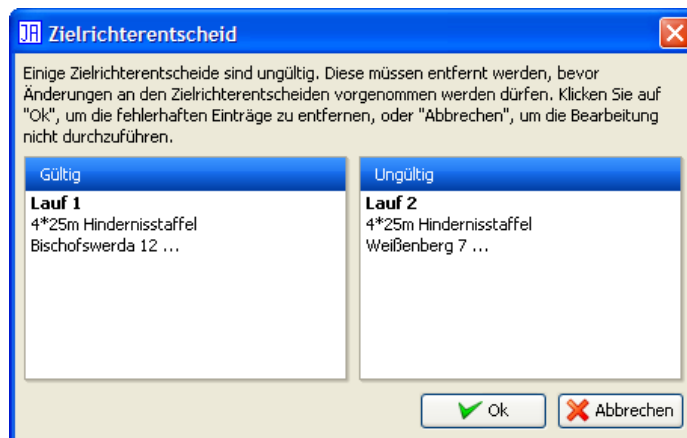 JA Zielrichterentscheid
Einige Zielrichterentscheide sind ungültig. Diese müssen entfernt werden, bevor
Änderungen an den Zielrichterentscheiden vorgenommen werden dürfen. Klicken Sie auf
"Ok", um die fehlerhaften Einträge zu entfernen, oder "Abbrechen", um die Bearbeitung
nicht durchzuführen.
Gültig
Lauf 1
4*25m Hindernisstaffel
Bischofswerda 12 ...
Ungültig
Lauf 2
4*25m Hindernisstaffel
Weißenberg 7 ...
Ok
Abbrechen